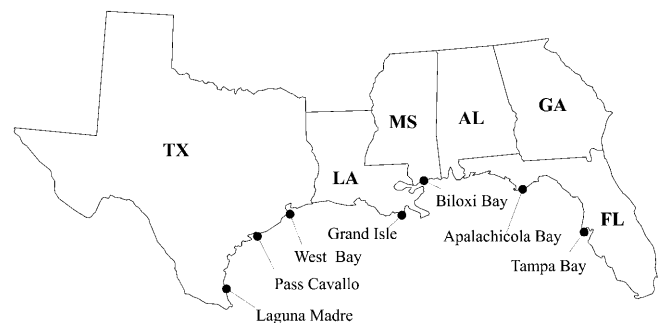 GA
MS
AL
TX
LA
Biloxi Bay
FL
Grand Isle
Apalachicola Bay
West Bay
Tampa Bay
Pass Cavallo
Laguna Madre